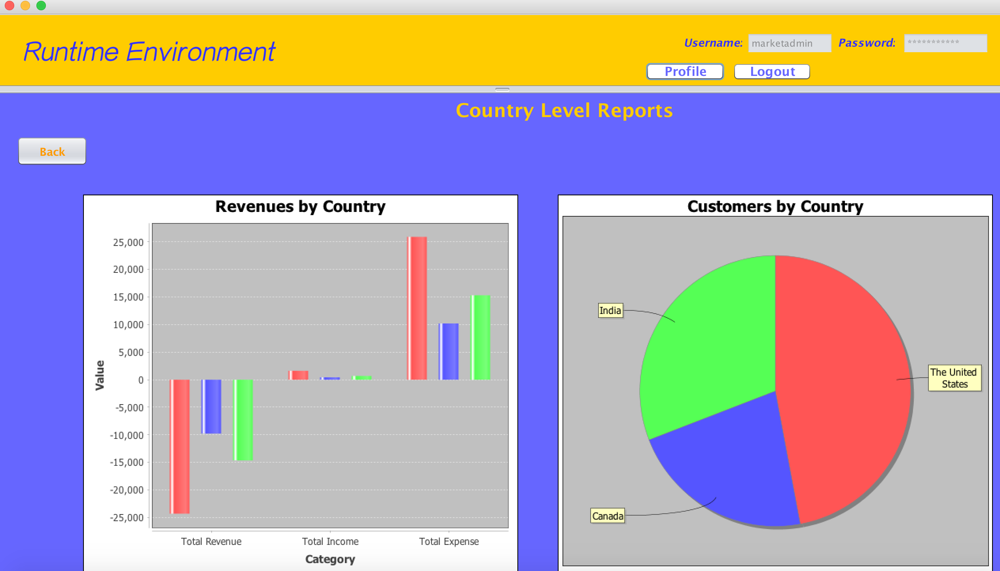 Runtime Environment
Username: marketadmin Password: ***********
Profile Logout
Country Level Reports
Back
Revenues by Country
25,000
20,000
15,000
10,000
5,000
0
-5,000
-10,000
-15,000
-20,000
-25,000
Value
Total Revenue Total Income Total Expense
Category
Customers by Country
India
The United
States
Canada